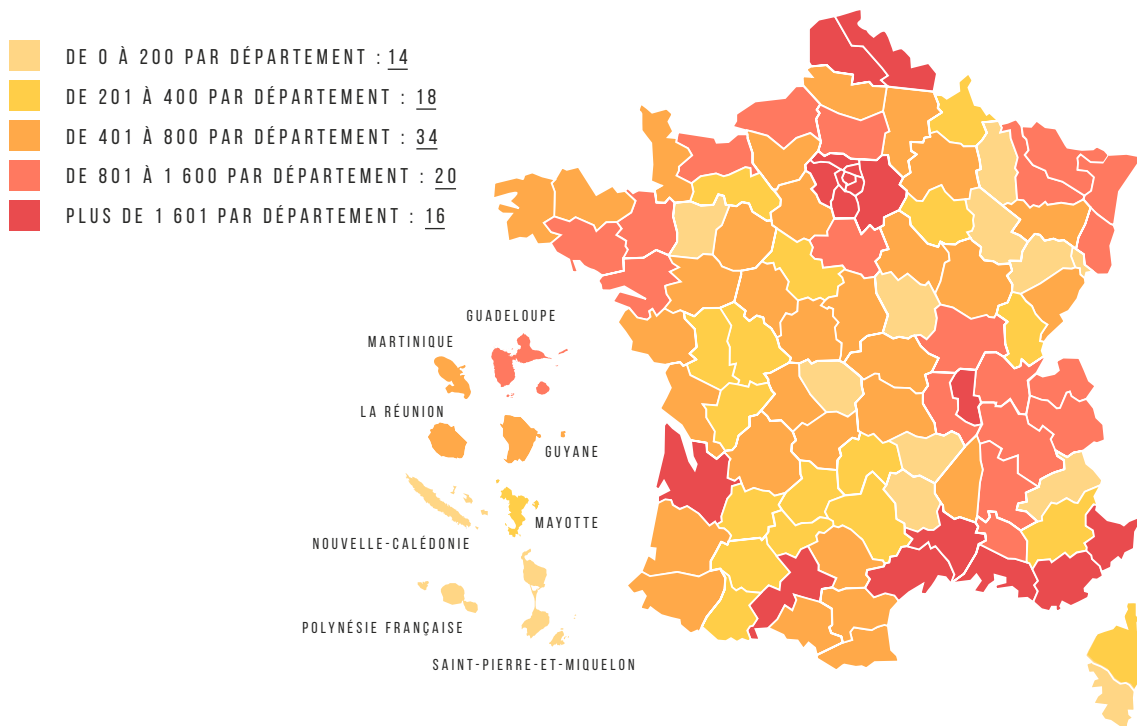 DE 0 À 200 PAR DÉPARTEMENT : 14
DE 201 À 400 PAR DÉPARTEMENT : 18
DE 401 À 800 PAR DÉPARTEMENT : 34
DE 801 À 1 600 PAR DÉPARTEMENT : 20
PLUS DE 1 601 PAR DÉPARTEMENT : 16
GUADELOUPE
MARTINIQUE
LA RÉUNION
GUYANE
MAYOTTE
NOUVELLE-CALÉDONIE
POLYNÉSIE FRANÇAISE
SAINT-PIERRE-ET-MIQUELON